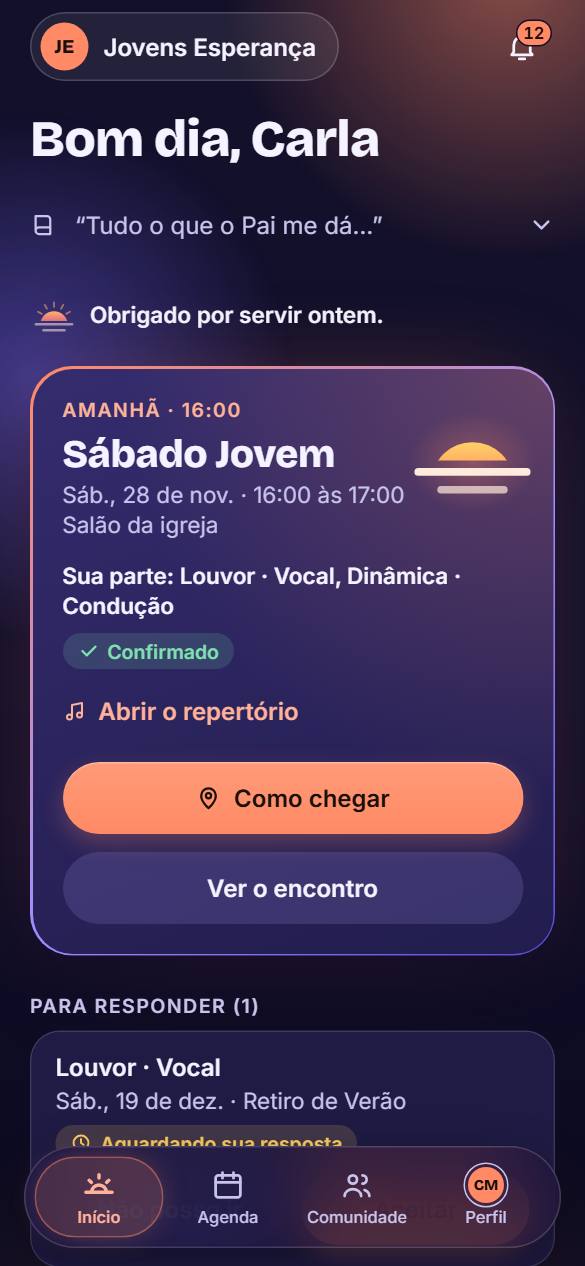 JE Jovens Esperança
12
Bom dia, Carla
“Tudo o que o Pai me dá...”
Obrigado por servir ontem.
AMANHÃ · 16:00
Sábado Jovem
Sáb., 28 de nov. · 16:00 às 17:00
Salão da igreja
Sua parte: Louvor · Vocal, Dinâmica ·
Condução
Confirmado
Abrir o repertório
Como chegar
Ver o encontro
PARA RESPONDER (1)
Louvor · Vocal
Sáb., 19 de dez. · Retiro de Verão
Aguardando sua resposta
CM
Início Agenda Comunidade Perfil